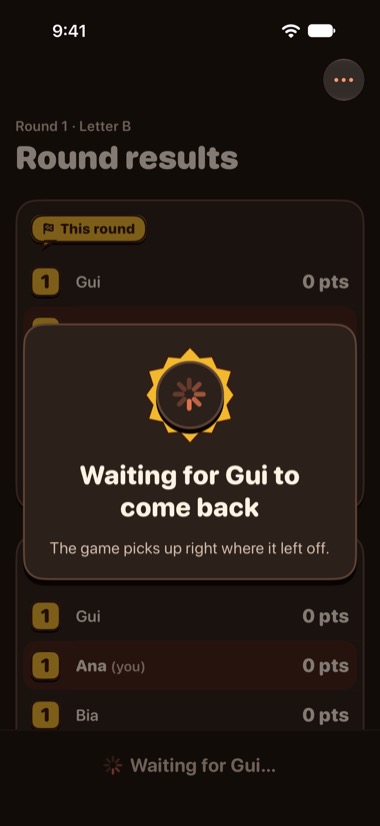 9:41
Round 1 · Letter B
Round results
This round
1 Gui 0 pts
Waiting for Gui to
come back
The game picks up right where it left off.
1 Gui 0 pts
1 Ana (you) 0 pts
1 Bia 0 pts
Waiting for Gui...